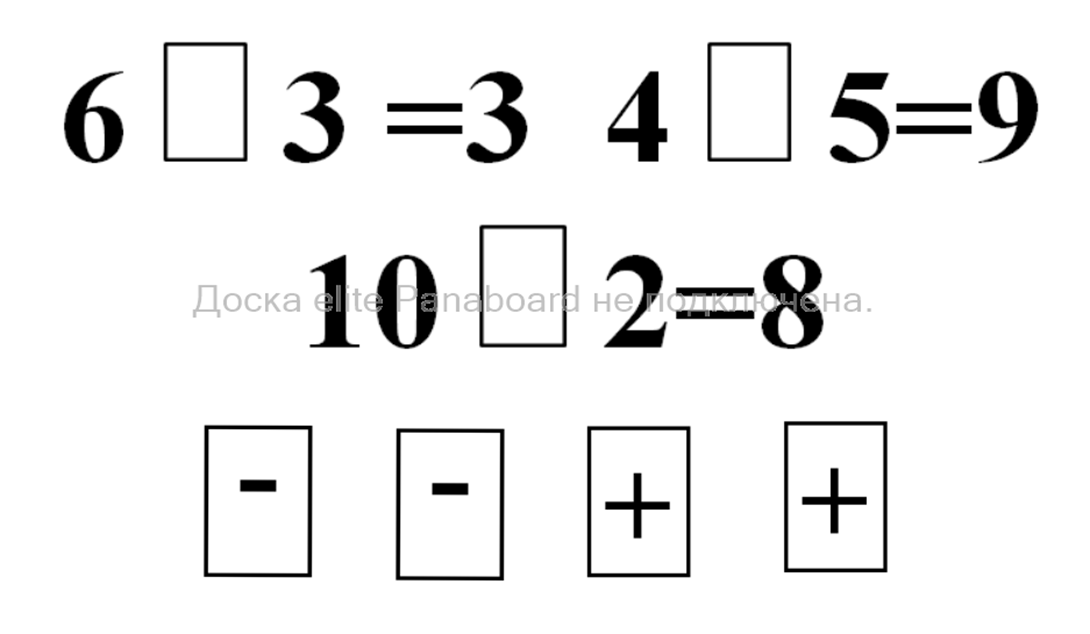 6 □ 3 =3 4 □ 5=9
10 □ 2=8
Доска elite Panaboard не подключена.
- - + +